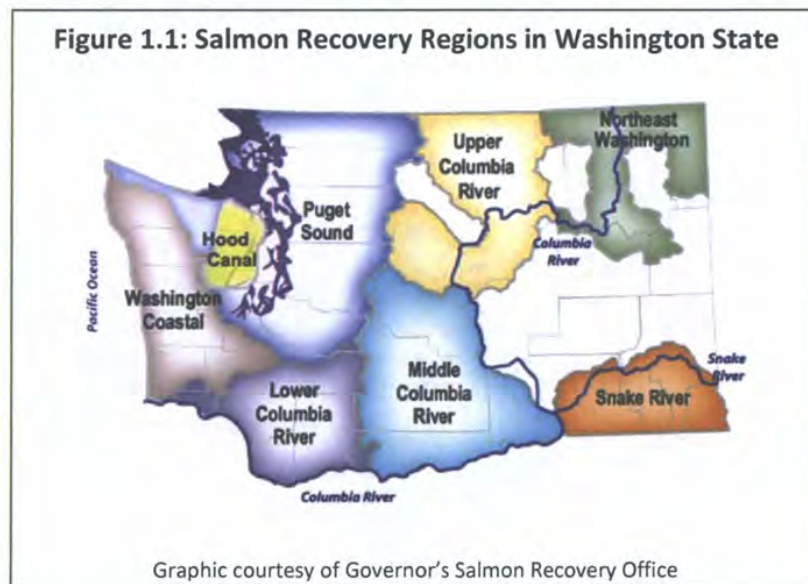 Figure 1.1: Salmon Recovery Regions in Washington State
Northeast
Washington
Upper
Columbia
River
Puget
Sound
Hood
Canal
Columbia
River
Pacific Ocean
Washington
Coastal
Middle
Columbia
River
Snake
River
Lower
Columbia
River
Snake River
Columbia River
Graphic courtesy of Governor's Salmon Recovery Office